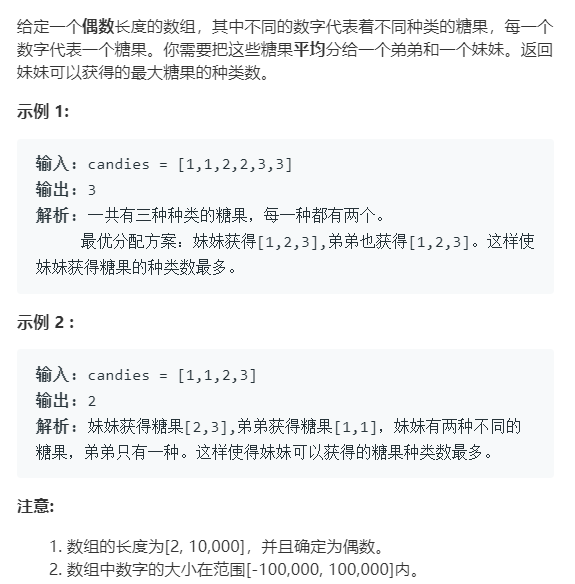 给定一个偶数长度的数组，其中不同的数字代表着不同种类的糖果，每一个
数字代表一个糖果。你需要把这些糖果平均分给一个弟弟和一个妹妹。返回
妹妹可以获得的最大糖果的种类数。
示例 1:
输入: candies = [1,1,2,2,3,3]
输出: 3
解析: 一共有三种种类的糖果，每一种都有两个。
最优分配方案：妹妹获得[1,2,3],弟弟也获得[1,2,3]。这样使
妹妹获得糖果的种类数最多。
示例 2 :
输入: candies = [1,1,2,3]
输出: 2
解析: 妹妹获得糖果[2,3],弟弟获得糖果[1,1]，妹妹有两种不同的
糖果，弟弟只有一种。这样使得妹妹可以获得的糖果种类数最多。
注意:
1. 数组的长度为[2, 10,000]，并且确定为偶数。
2. 数组中数字的大小在范围[-100,000, 100,000]内。